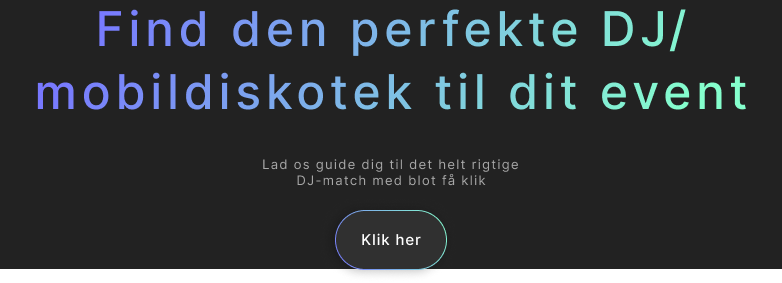 Find den perfekte DJ/
mobildiskotek til dit event
Lad os guide dig til det helt rigtige
DJ-match med blot få klik
Klik her